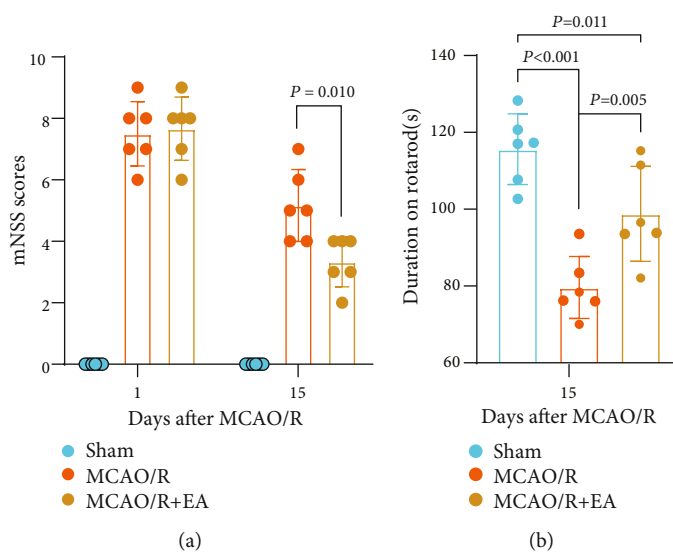 10
8
6
4
2
0
mNSS scores
P = 0.010
1
15
Days after MCAO/R
Sham
MCAO/R
MCAO/R+EA
(a)
140
120
100
80
60
Duration on rotarod(s)
P=0.011
P<0.001
P=0.005
15
Days after MCAO/R
Sham
MCAO/R
MCAO/R+EA
(b)